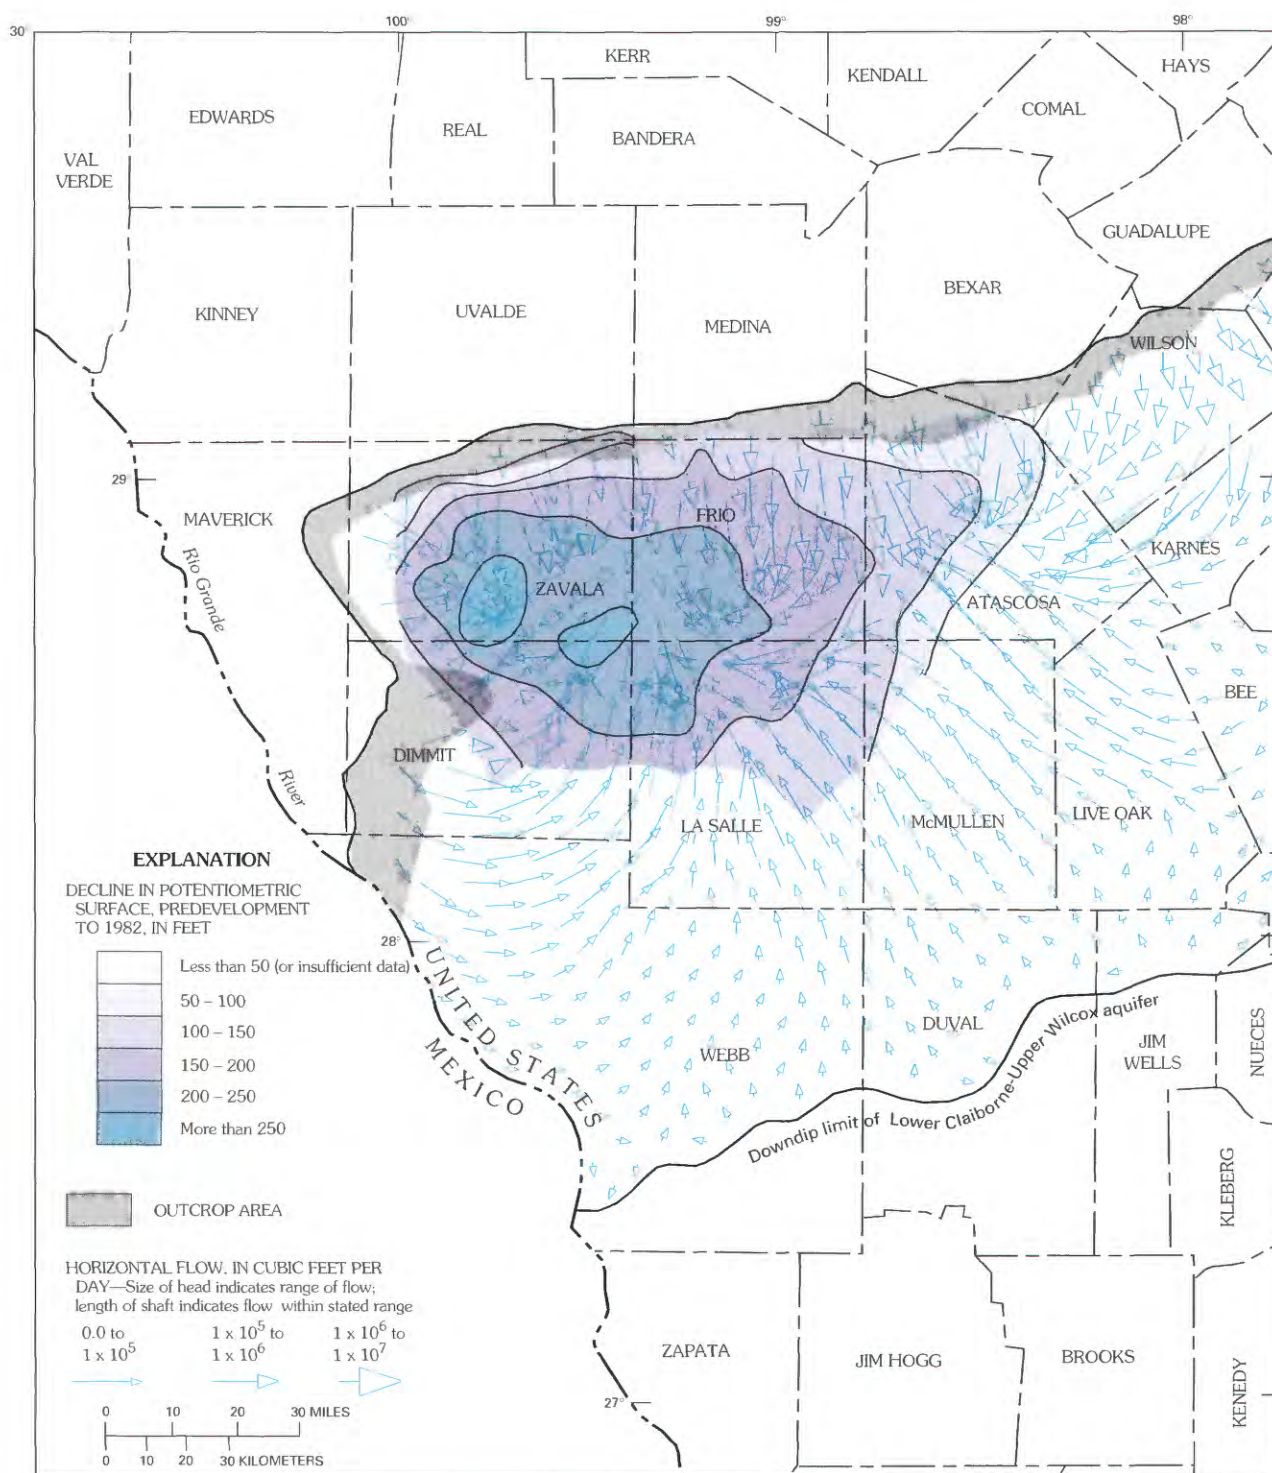 100°
99°
98°
30°
KERR
KENDALL
HAYS
EDWARDS
REAL
BANDERA
COMAL
VAL
VERDE
GUADALUPE
KINNEY
UVALDE
MEDINA
BEXAR
WILSON
29°
MAVERICK
FRIO
KARNES
Rio Grande
ZAVALA
ATASCOSA
BEE
River
DIMMIT
LA SALLE
McMULLEN
LIVE OAK
EXPLANATION
DECLINE IN POTENTIOMETRIC
SURFACE, PREDEVELOPMENT
TO 1982, IN FEET
Less than 50 (or insufficient data)
50 – 100
100 – 150
150 – 200
200 – 250
More than 250
28°
UNITED STATES
MEXICO
WEBB
DUVAL
JIM
WELLS
NUECES
Downdip limit of Lower Claiborne-Upper Wilcox aquifer
KLEBERG
OUTCROP AREA
HORIZONTAL FLOW, IN CUBIC FEET PER
DAY—Size of head indicates range of flow;
length of shaft indicates flow within stated range
0.0 to
1 x 10⁵
1 x 10⁵ to
1 x 10⁶
1 x 10⁶ to
1 x 10⁷
ZAPATA
JIM HOGG
BROOKS
KENEDY
27°
0 10 20 30 MILES
0 10 20 30 KILOMETERS